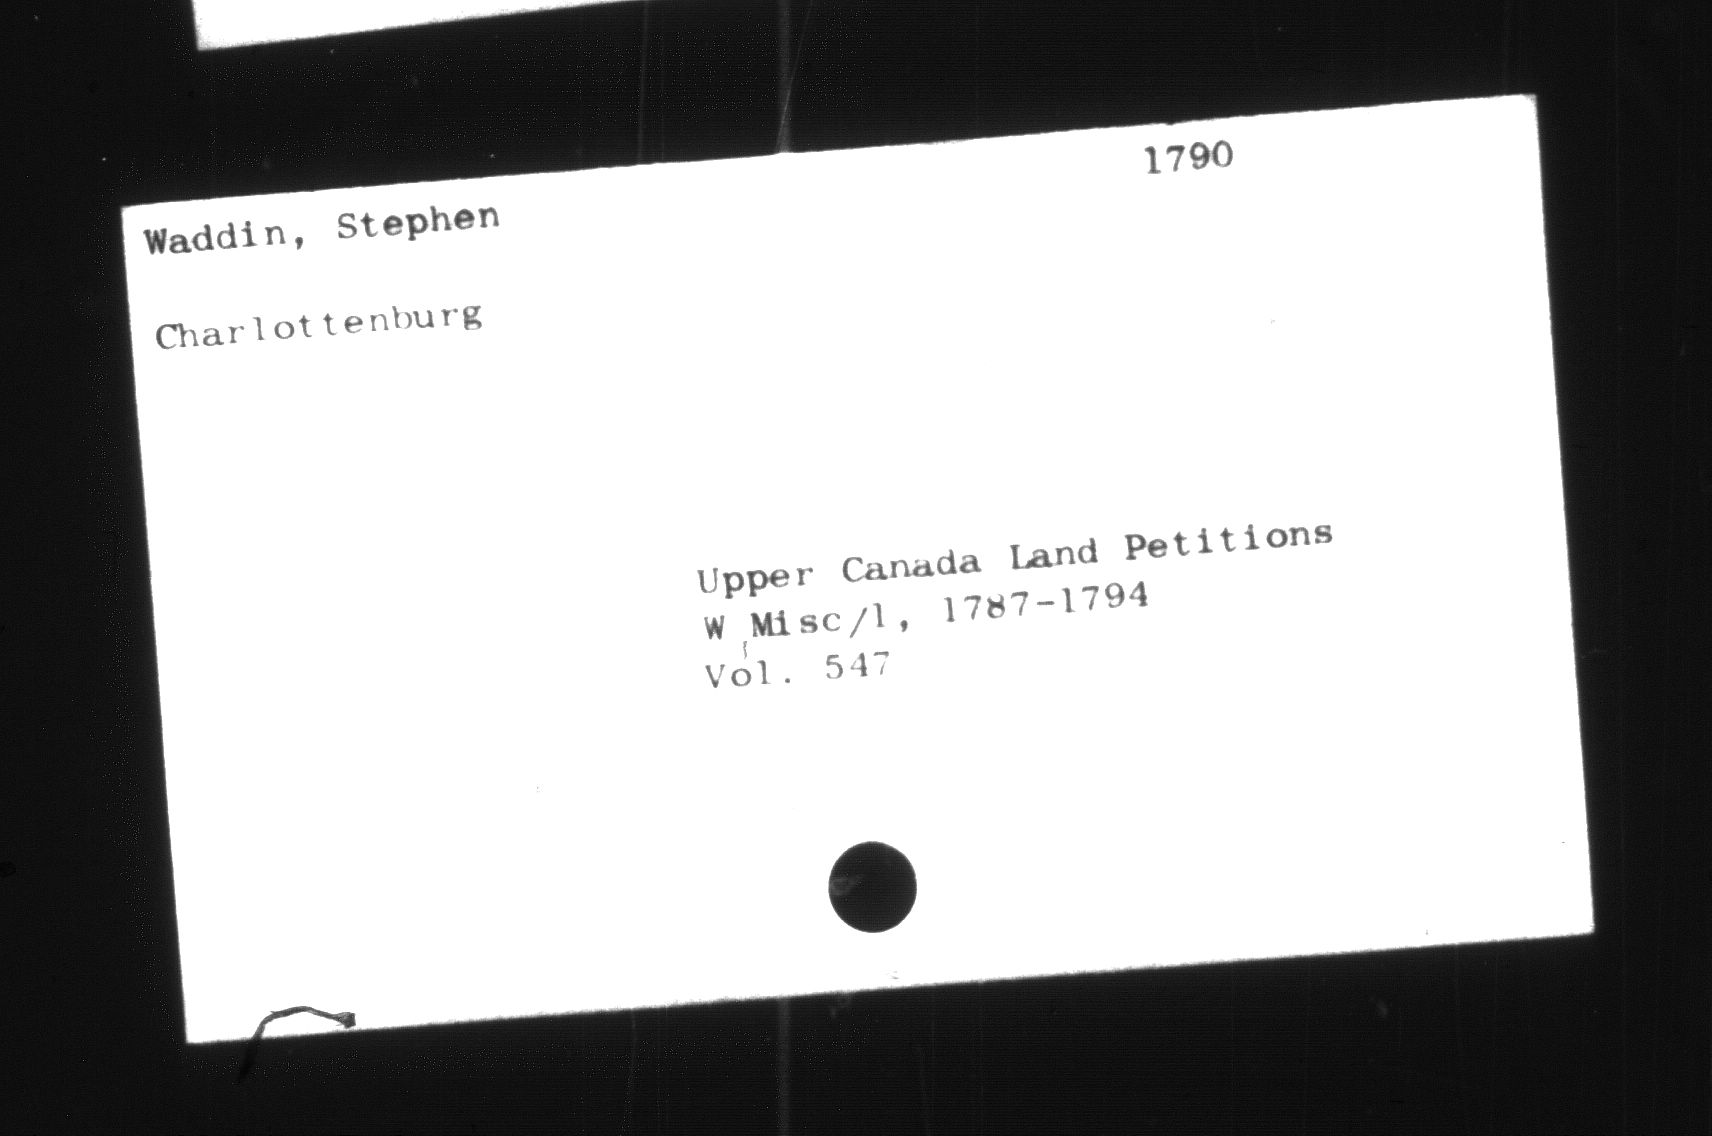 1790
Waddin, Stephen
Charlottenburg
Upper Canada Land Petitions
W Misc/1, 1787-1794
Vol. 547